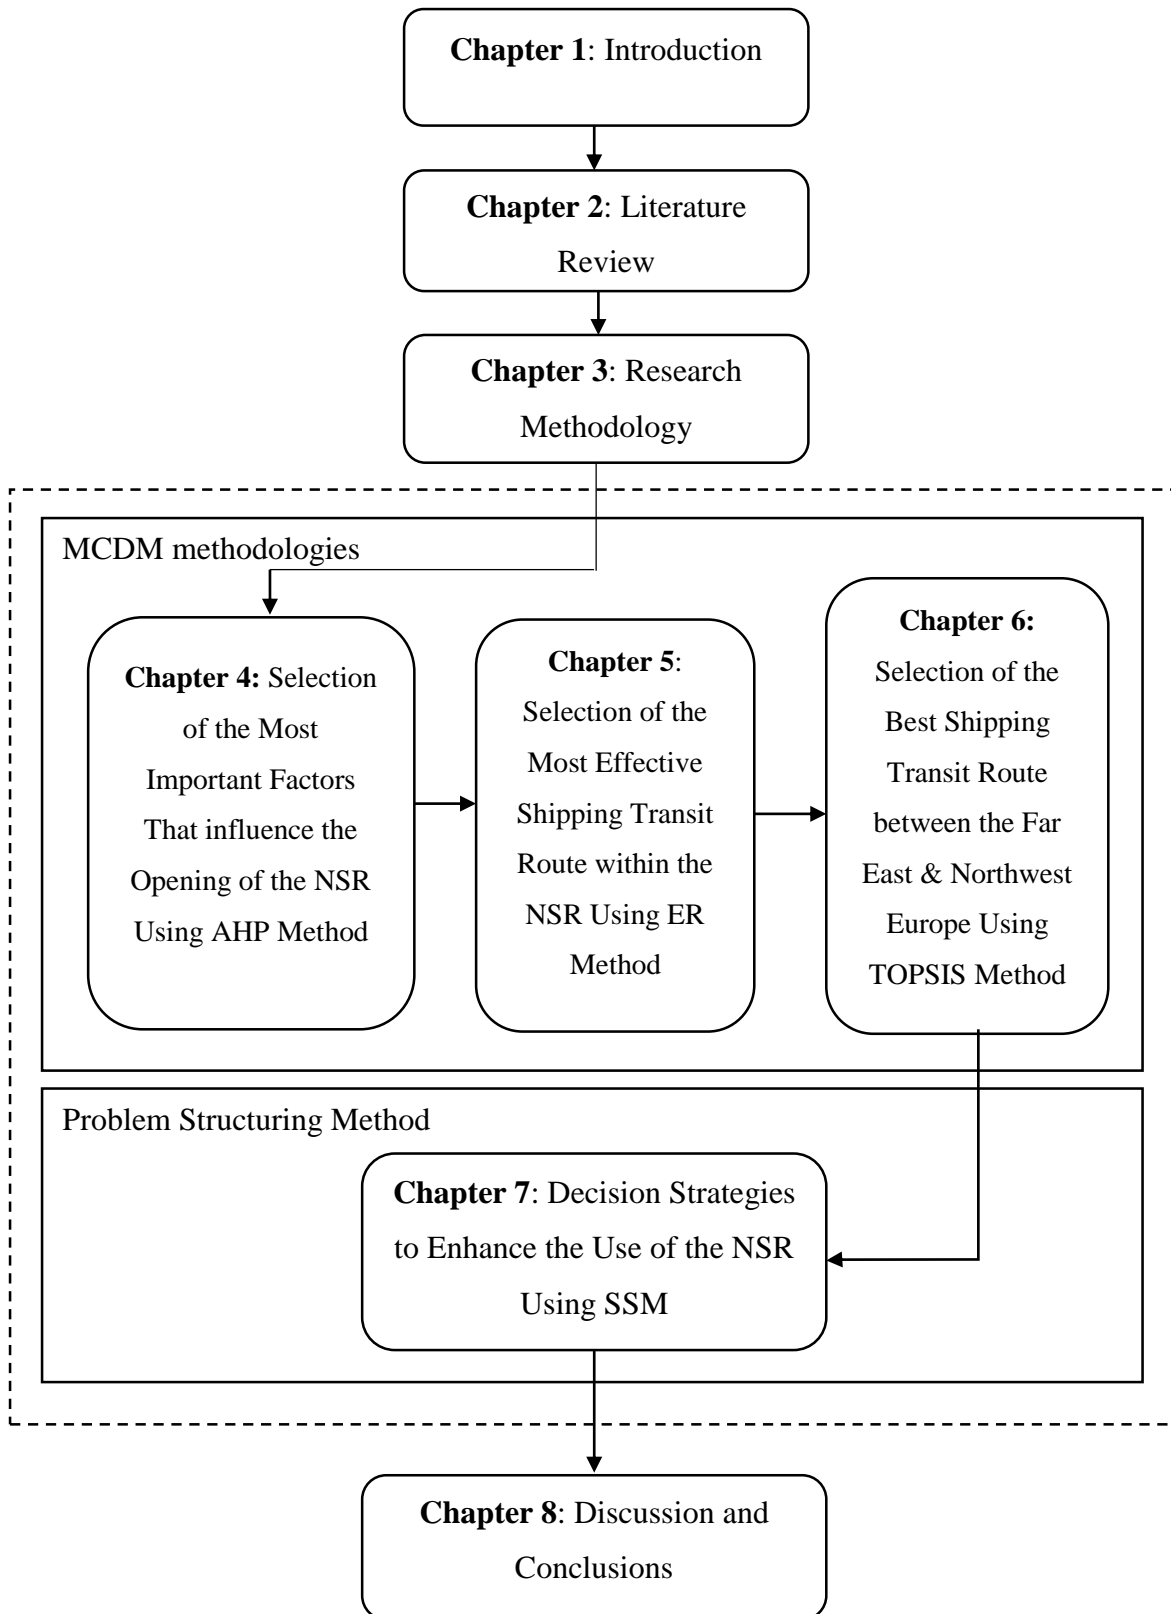 Chapter 1: Introduction
Chapter 2: Literature
Review
Chapter 3: Research
Methodology
MCDM methodologies
Chapter 4: Selection
of the Most
Important Factors
That influence the
Opening of the NSR
Using AHP Method
Chapter 5:
Selection of the
Most Effective
Shipping Transit
Route within the
NSR Using ER
Method
Chapter 6:
Selection of the
Best Shipping
Transit Route
between the Far
East & Northwest
Europe Using
TOPSIS Method
Problem Structuring Method
Chapter 7: Decision Strategies
to Enhance the Use of the NSR
Using SSM
Chapter 8: Discussion and
Conclusions